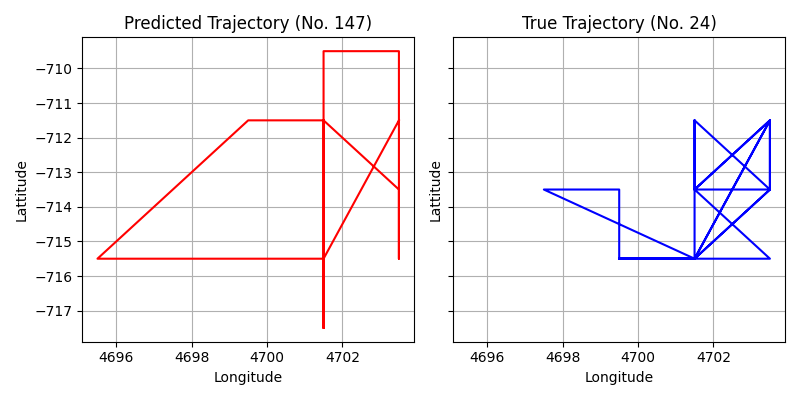 Predicted Trajectory (No. 147)
True Trajectory (No. 24)
Lattitude
−710
−711
−712
−713
−714
−715
−716
−717
4696 4698 4700 4702
Longitude
Lattitude
4696 4698 4700 4702
Longitude